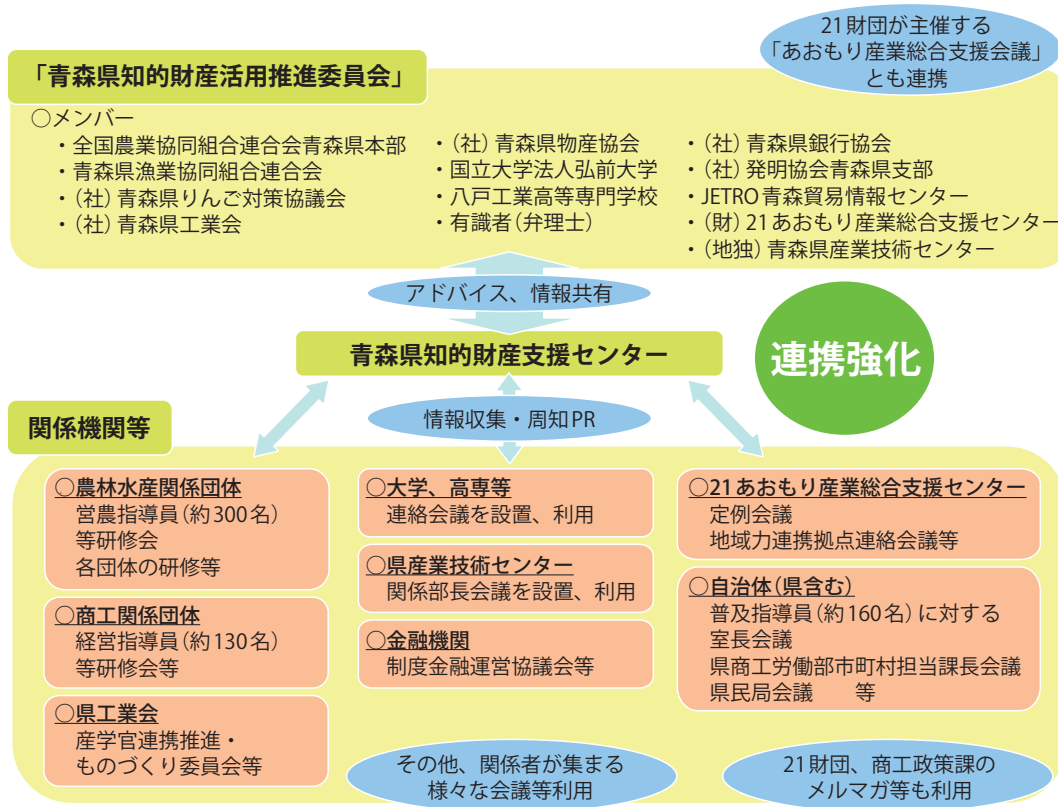 21財団が主催する
「あおもり産業総合支援会議」
とも連携
「青森県知的財産活用推進委員会」
○メンバー
・全国農業協同組合連合会青森県本部
・青森県漁業協同組合連合会
・(社)青森県りんご対策協議会
・(社)青森県工業会
・(社)青森県物産協会
・国立大学法人弘前大学
・八戸工業高等専門学校
・有識者(弁理士)
・(社)青森県銀行協会
・(社)発明協会青森県支部
・JETRO青森貿易情報センター
・(財)21あおもり産業総合支援センター
・(地独)青森県産業技術センター
アドバイス、情報共有
青森県知的財産支援センター
連携強化
情報収集・周知PR
関係機関等
○農林水産関係団体
営農指導員(約300名)
等研修会
各団体の研修等
○商工関係団体
経営指導員(約130名)
等研修会等
○県工業会
産学官連携推進・
ものづくり委員会等
○大学、高専等
連絡会議を設置、利用
○県産業技術センター
関係部長会議を設置、利用
○金融機関
制度金融運営協議会等
○21あおもり産業総合支援センター
定例会議
地域力連携拠点連絡会議等
○自治体(県含む)
普及指導員(約160名)に対する
室長会議
県商工労働部市町村担当課長会議
県民局会議　等
その他、関係者が集まる
様々な会議等利用
21財団、商工政策課の
メルマガ等も利用